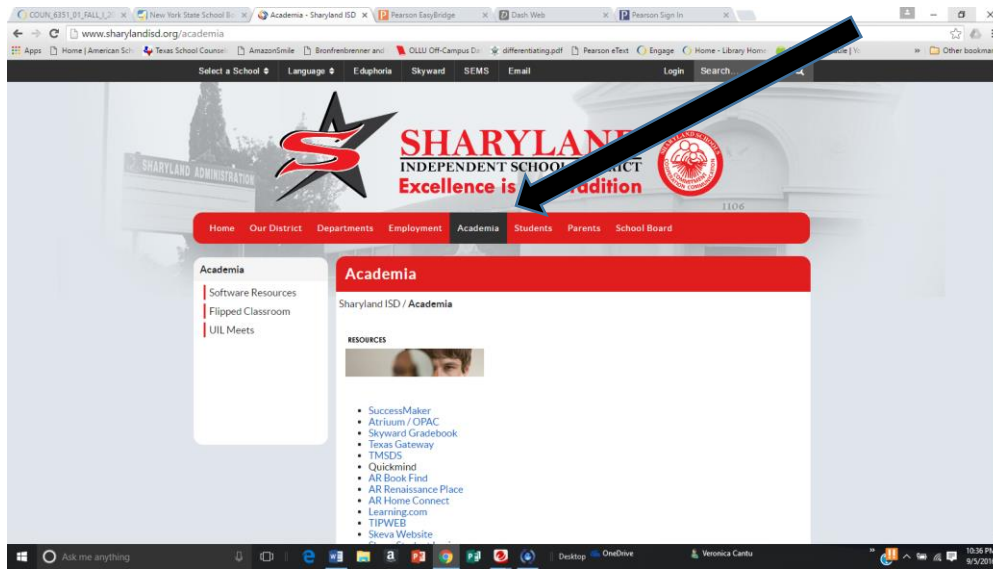 COUN_6351_01_FALL_I_20 New York State School Bo Academia - Sharyland ISD Pearson EasyBridge Dash Web Pearson Sign In
www.sharylandisd.org/academia
Apps Home | American Sch Texas School Counsel AmazonSmile Bronfrenbrenner and OLLU Off-Campus Da differentiating.pdf Pearson eText Engage Home - Library Home Other bookmar
Select a School Language Eduphoria Skyward SEMS Email Login Search...
SHARYLAND ADMINISTRATION
S
SHARYLAND
INDEPENDENT SCHOOL DISTRICT
Excellence is Tradition
1106
Home Our District Departments Employment Academia Students Parents School Board
Academia
Software Resources
Flipped Classroom
UIL Meets
Academia
Sharyland ISD / Academia
RESOURCES
SuccessMaker
Atriuum / OPAC
Skyward Gradebook
Texas Gateway
TMSDS
Quickmind
AR Book Find
AR Renaissance Place
AR Home Connect
Learning.com
TIPWEB
Skeva Website
Ask me anything Desktop OneDrive Veronica Cantu 10:36 PM
9/5/201